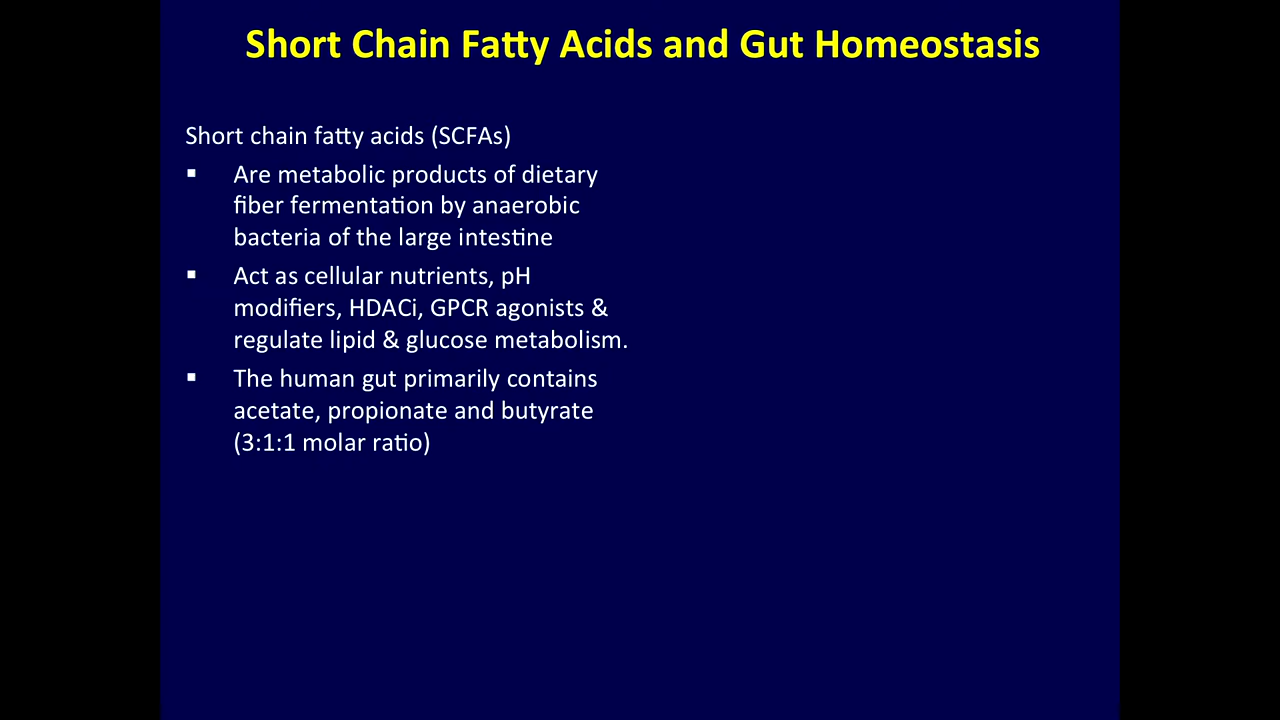 Short Chain Fatty Acids and Gut Homeostasis
Short chain fatty acids (SCFAs)
▪ Are metabolic products of dietary
fiber fermentation by anaerobic
bacteria of the large intestine
▪ Act as cellular nutrients, pH
modifiers, HDACi, GPCR agonists &
regulate lipid & glucose metabolism.
▪ The human gut primarily contains
acetate, propionate and butyrate
(3:1:1 molar ratio)